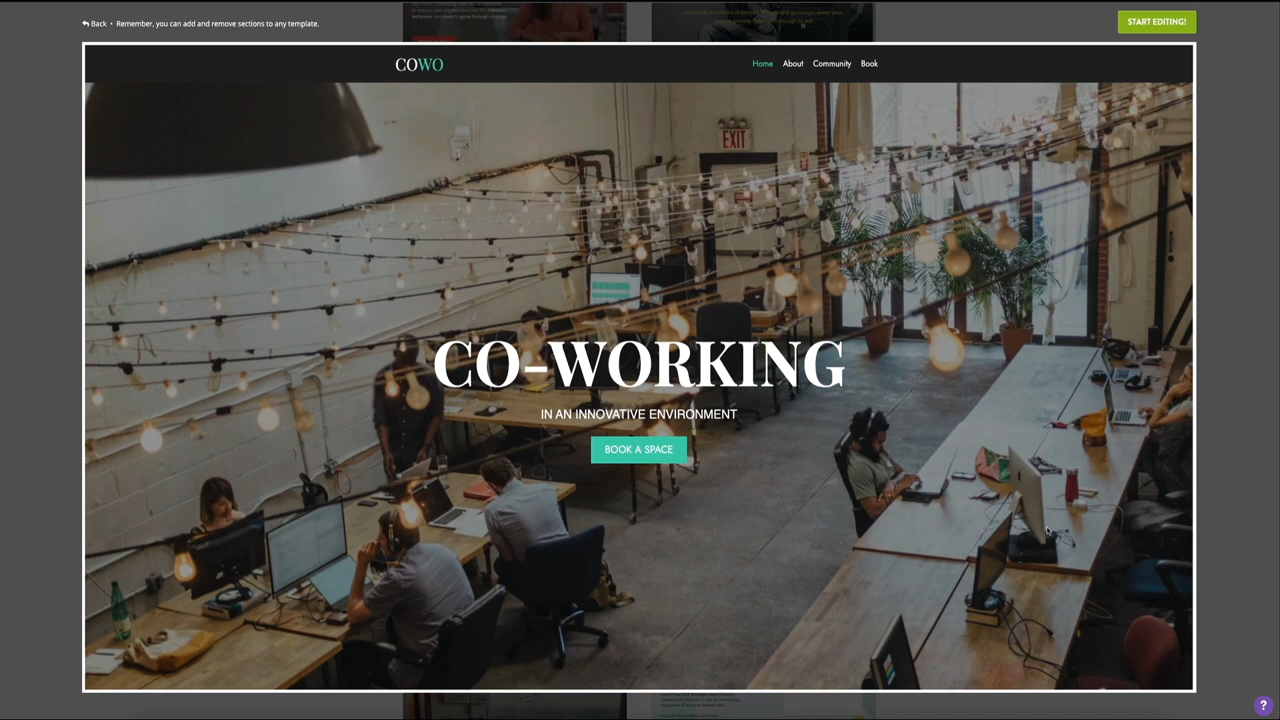 Back • Remember, you can add and remove sections to any template.
START EDITING!
COWO
Home About Community Book
EXIT
CO-WORKING
IN AN INNOVATIVE ENVIRONMENT
BOOK A SPACE
?